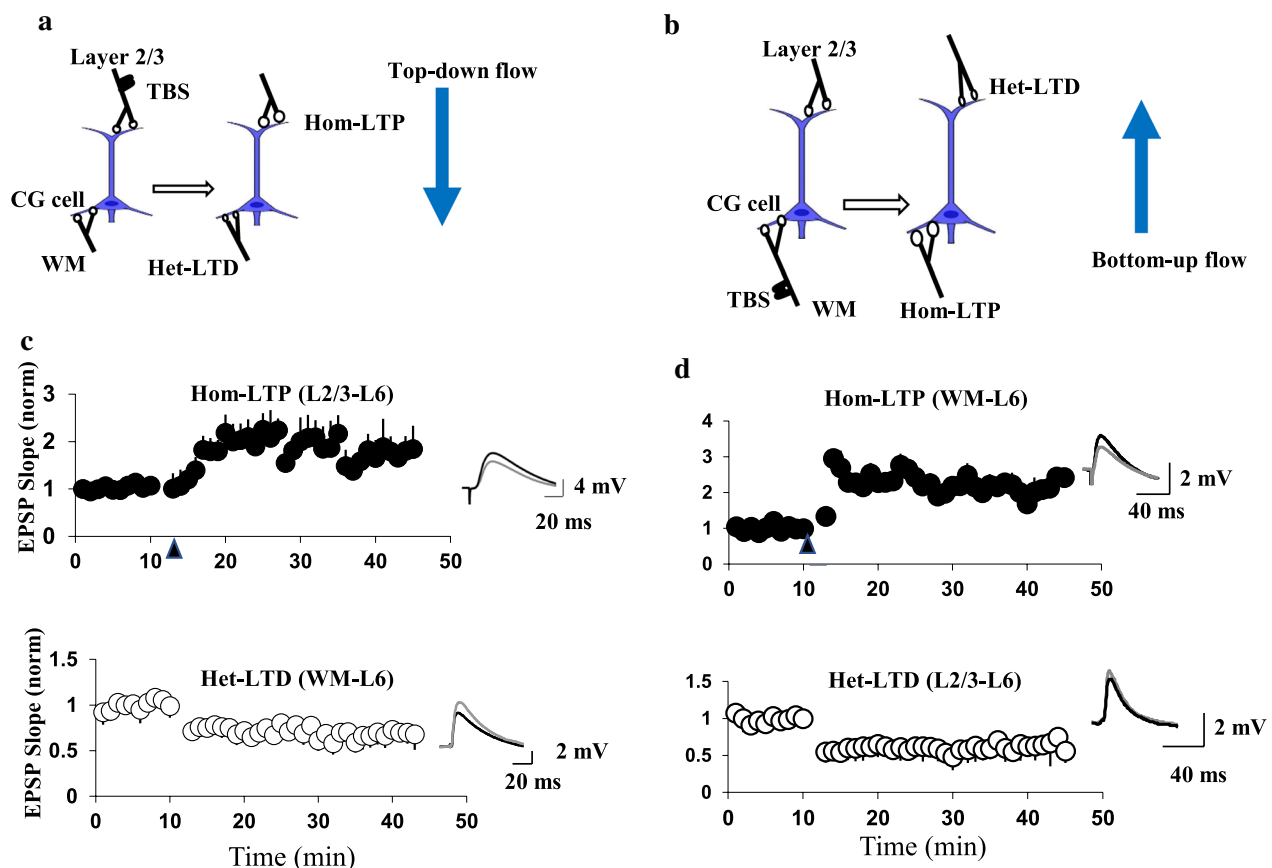 a
Layer 2/3
TBS
Top-down flow
Hom-LTP
CG cell
WM
Het-LTD
b
Het-LTD
CG cell
Bottom-up flow
TBS
WM
Hom-LTP
c
Hom-LTP (L2/3-L6)
EPSP Slope (norm)
3
2
1
0
0
10
20
30
40
50
4 mV
20 ms
Het-LTD (WM-L6)
EPSP Slope (norm)
1.5
1
0.5
0
0
10
20
30
40
50
2 mV
20 ms
Time (min)
d
Hom-LTP (WM-L6)
4
3
2
1
0
0
10
20
30
40
50
2 mV
40 ms
Het-LTD (L2/3-L6)
1.5
1.0
0.5
0
0
10
20
30
40
50
2 mV
40 ms
Time (min)